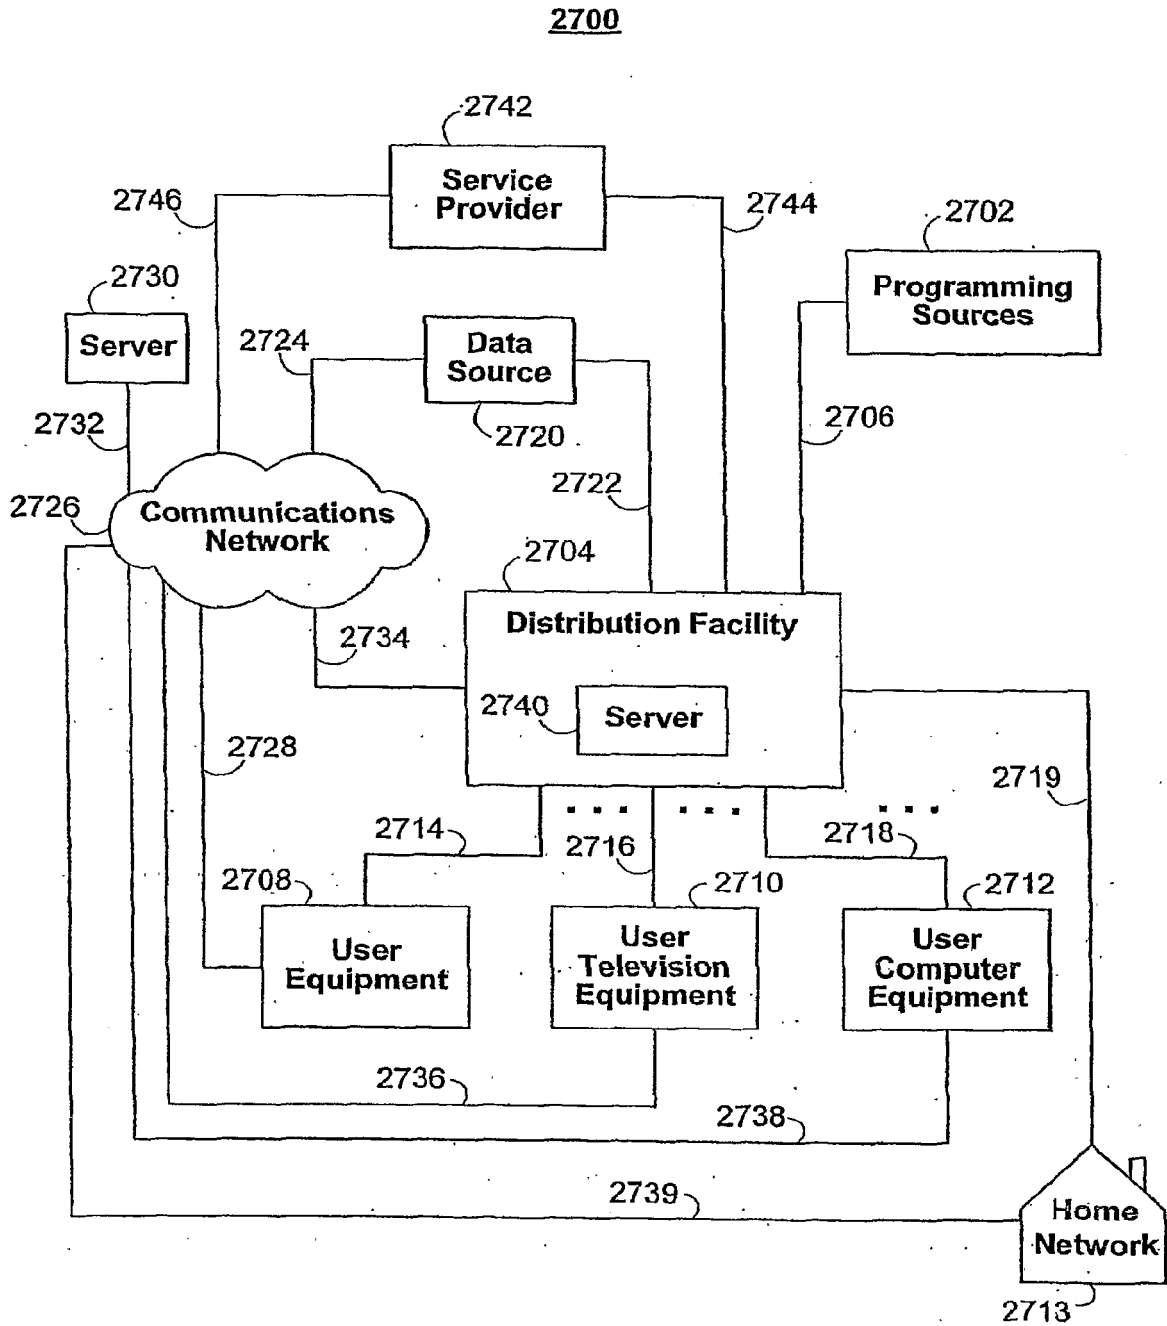 2700
2742
Service
Provider
2746
2744
2702
Programming
Sources
2730
Server
2724
Data
Source
2720
2732
2706
2722
2726
Communications
Network
2704
Distribution Facility
2734
2740
Server
2728
2719
2714
2716
2718
2708
2710
2712
User
Equipment
User
Television
Equipment
User
Computer
Equipment
2736
2738
2739
Home
Network
2713